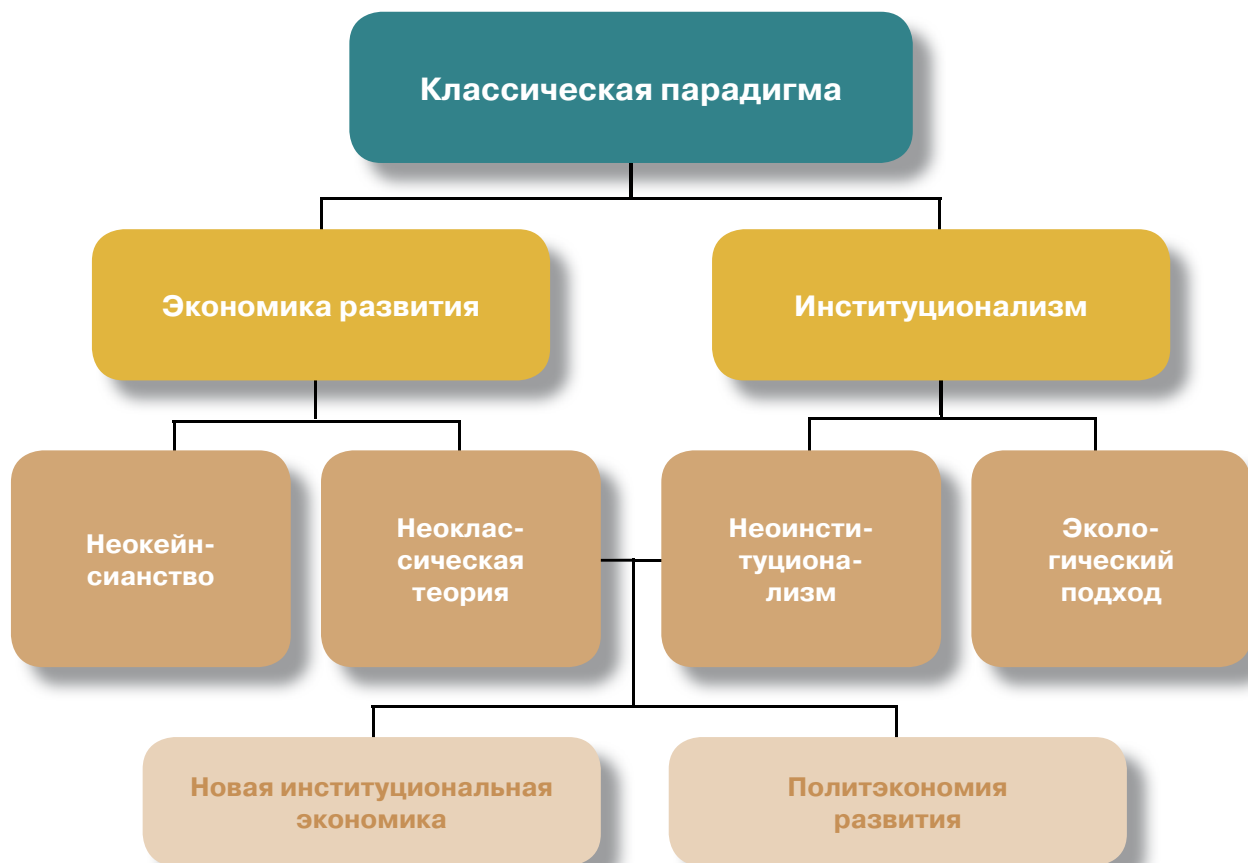 Классическая парадигма
Экономика развития
Институционализм
Неокейн-
сианство
Неоклас-
сическая
теория
Неоинсти-
туциона-
лизм
Эколо-
гический
подход
Новая институциональная
экономика
Политэкономия
развития